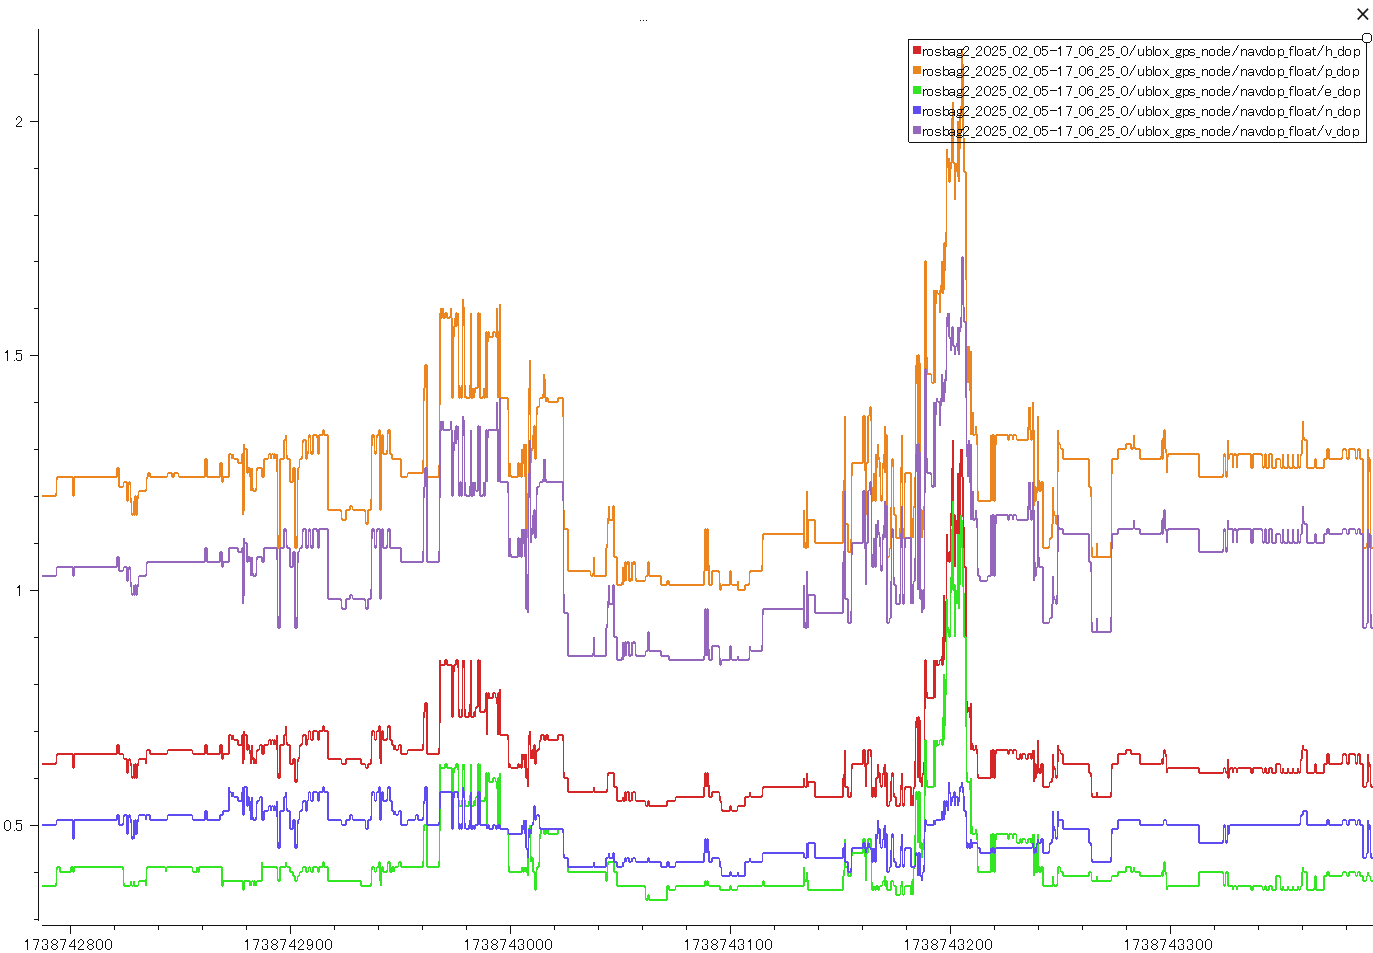 ...
rosbag2_2025_02_05-17_06_25_0/ublox_gps_node/navdop_float/h_dop
rosbag2_2025_02_05-17_06_25_0/ublox_gps_node/navdop_float/p_dop
rosbag2_2025_02_05-17_06_25_0/ublox_gps_node/navdop_float/e_dop
rosbag2_2025_02_05-17_06_25_0/ublox_gps_node/navdop_float/n_dop
rosbag2_2025_02_05-17_06_25_0/ublox_gps_node/navdop_float/v_dop
2
1.5
1
0.5
1738742800 1738742900 1738743000 1738743100 1738743200 1738743300